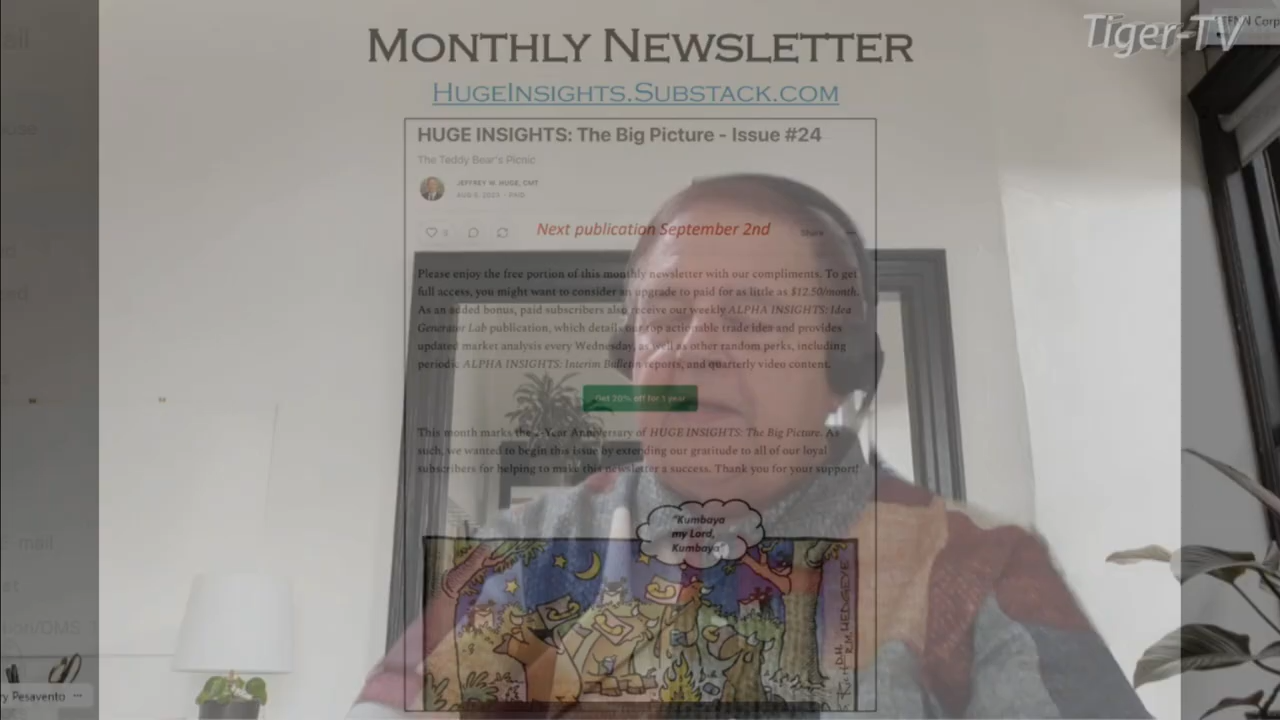 MONTHLY NEWSLETTER
Tiger-TV
HUGEINSIGHTS.SUBSTACK.COM
HUGE INSIGHTS: The Big Picture - Issue #24
The Teddy Bear's Picnic
JEFFREY W. HUGE, CMT
AUG 5, 2023 · PAID
Next publication September 2nd
Share
Please enjoy the free portion of this monthly newsletter with our compliments. To get
full access, you might want to consider an upgrade to paid for as little as $12.50/month.
As an added bonus, paid subscribers also receive our weekly ALPHA INSIGHTS: Idea
Generator Lab publication, which details our top actionable trade idea and provides
updated market analysis every Wednesday, as well as other random perks, including
periodic ALPHA INSIGHTS: Interim Bulletin reports, and quarterly video content.
Get 20% off for 1 year
This month marks the 2-Year Anniversary of HUGE INSIGHTS: The Big Picture. As
such, we wanted to begin this issue by extending our gratitude to all of our loyal
subscribers for helping to make this newsletter a success. Thank you for your support!
"Kumbaya
my Lord,
Kumbaya"
ry Pesavento